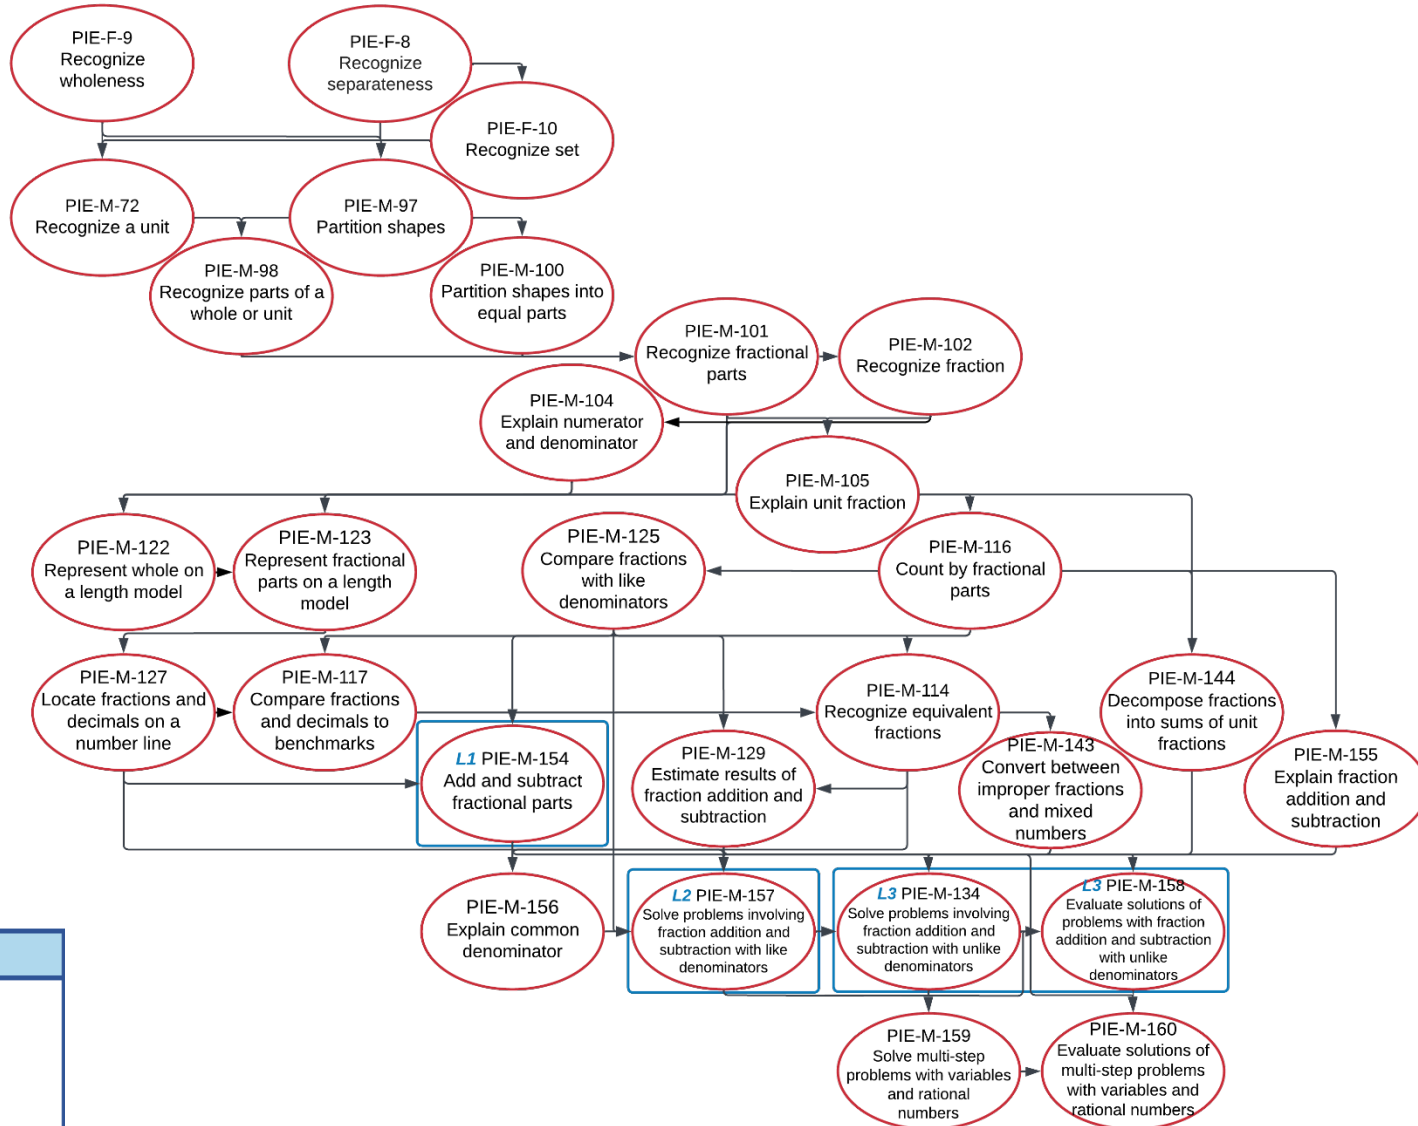 PIE-F-9
Recognize
wholeness
PIE-F-8
Recognize
separateness
PIE-F-10
Recognize set
PIE-M-72
Recognize a unit
PIE-M-97
Partition shapes
PIE-M-98
Recognize parts of a
whole or unit
PIE-M-100
Partition shapes into
equal parts
PIE-M-101
Recognize fractional
parts
PIE-M-102
Recognize fraction
PIE-M-104
Explain numerator
and denominator
PIE-M-105
Explain unit fraction
PIE-M-122
Represent whole on
a length model
PIE-M-123
Represent fractional
parts on a length
model
PIE-M-125
Compare fractions
with like
denominators
PIE-M-116
Count by fractional
parts
PIE-M-127
Locate fractions and
decimals on a
number line
PIE-M-117
Compare fractions
and decimals to
benchmarks
PIE-M-114
Recognize equivalent
fractions
PIE-M-144
Decompose fractions
into sums of unit
fractions
L1 PIE-M-154
Add and subtract
fractional parts
PIE-M-129
Estimate results of
fraction addition and
subtraction
PIE-M-143
Convert between
improper fractions
and mixed
numbers
PIE-M-155
Explain fraction
addition and
subtraction
PIE-M-156
Explain common
denominator
L2 PIE-M-157
Solve problems involving
fraction addition and
subtraction with like
denominators
L3 PIE-M-134
Solve problems involving
fraction addition and
subtraction with unlike
denominators
L3 PIE-M-158
Evaluate solutions of
problems with fraction
addition and subtraction
with unlike
denominators
PIE-M-159
Solve multi-step
problems with variables
and rational
numbers
PIE-M-160
Evaluate solutions of
multi-step problems
with variables and
rational numbers